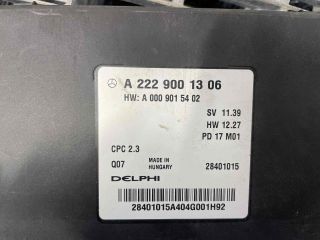 A 222 900 13 06
HW: A 000 901 54 02
SV 11.39
HW 12.27
PD 17 M01
CPC 2.3
Q07
MADE IN
HUNGARY
28401015
DELPHI
28401015A404G001H92